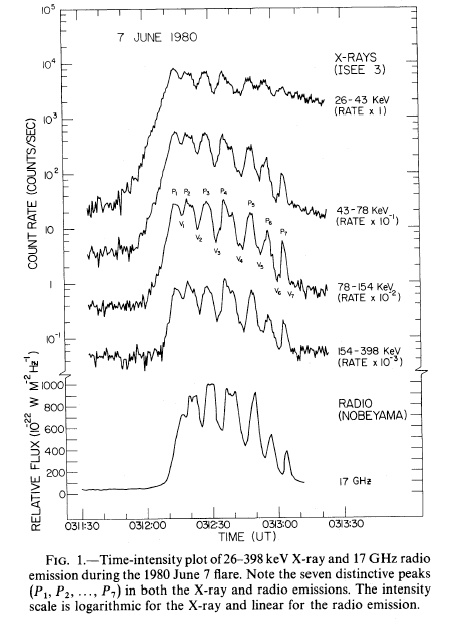 7 JUNE 1980
X-RAYS
(ISEE 3)
26-43 KeV
(RATE x 1)
43-78 KeV
(RATE x 10⁻¹)
78-154 KeV
(RATE x 10⁻²)
154-398 KeV
(RATE x 10⁻³)
RADIO
(NOBEYAMA)
17 GHz
COUNT RATE (COUNTS/SEC)
10⁵
10⁴
10³
10²
10
1
10⁻¹
P₁ P₂ P₃ P₄ P₅ P₆ P₇
V₁ V₂ V₃ V₄ V₅ V₆ V₇
RELATIVE FLUX (10⁻²² W M⁻² Hz⁻¹)
1000
800
600
400
200
0
0311:30 0312:00 0312:30 0313:00 0313:30
TIME (UT)
FIG. 1.—Time-intensity plot of 26–398 keV X-ray and 17 GHz radio
emission during the 1980 June 7 flare. Note the seven distinctive peaks
(P₁, P₂, ..., P₇) in both the X-ray and radio emissions. The intensity
scale is logarithmic for the X-ray and linear for the radio emission.